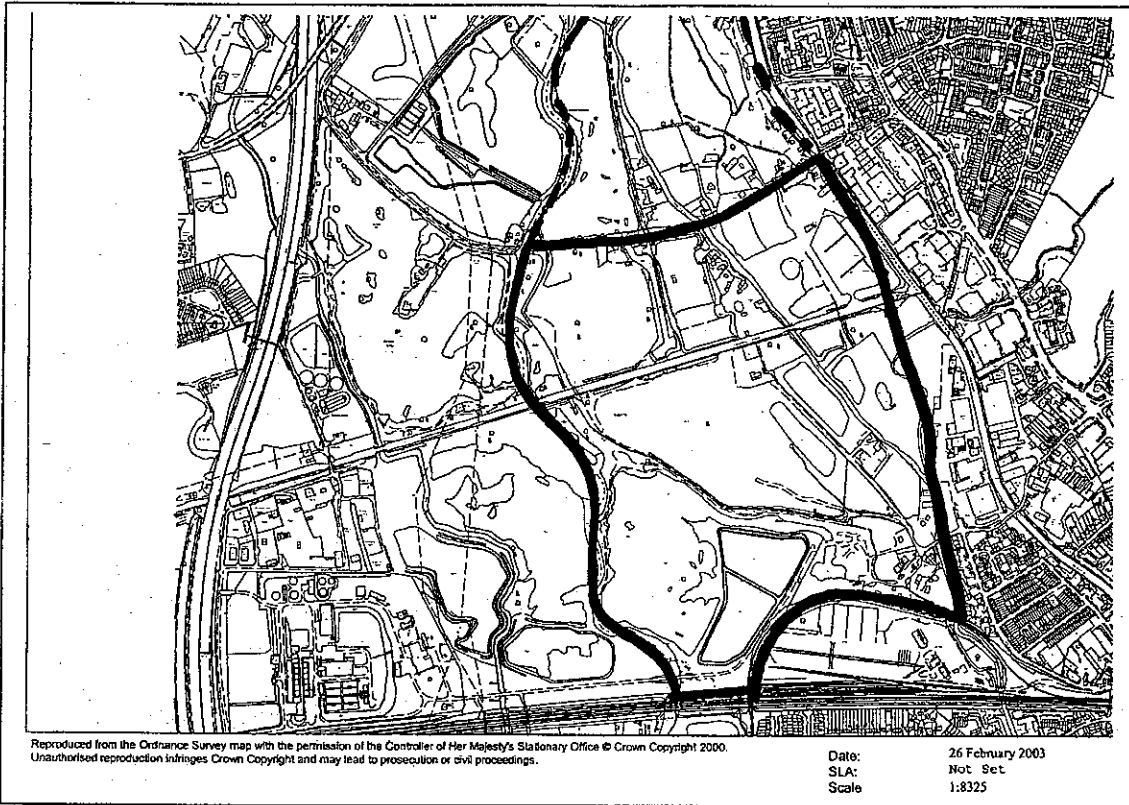 Reproduced from the Ordnance Survey map with the permission of the Controller of Her Majesty's Stationary Office © Crown Copyright 2000.
Unauthorised reproduction infringes Crown Copyright and may lead to prosecution or civil proceedings.
Date: 26 February 2003
SLA: Not Set
Scale 1:8325